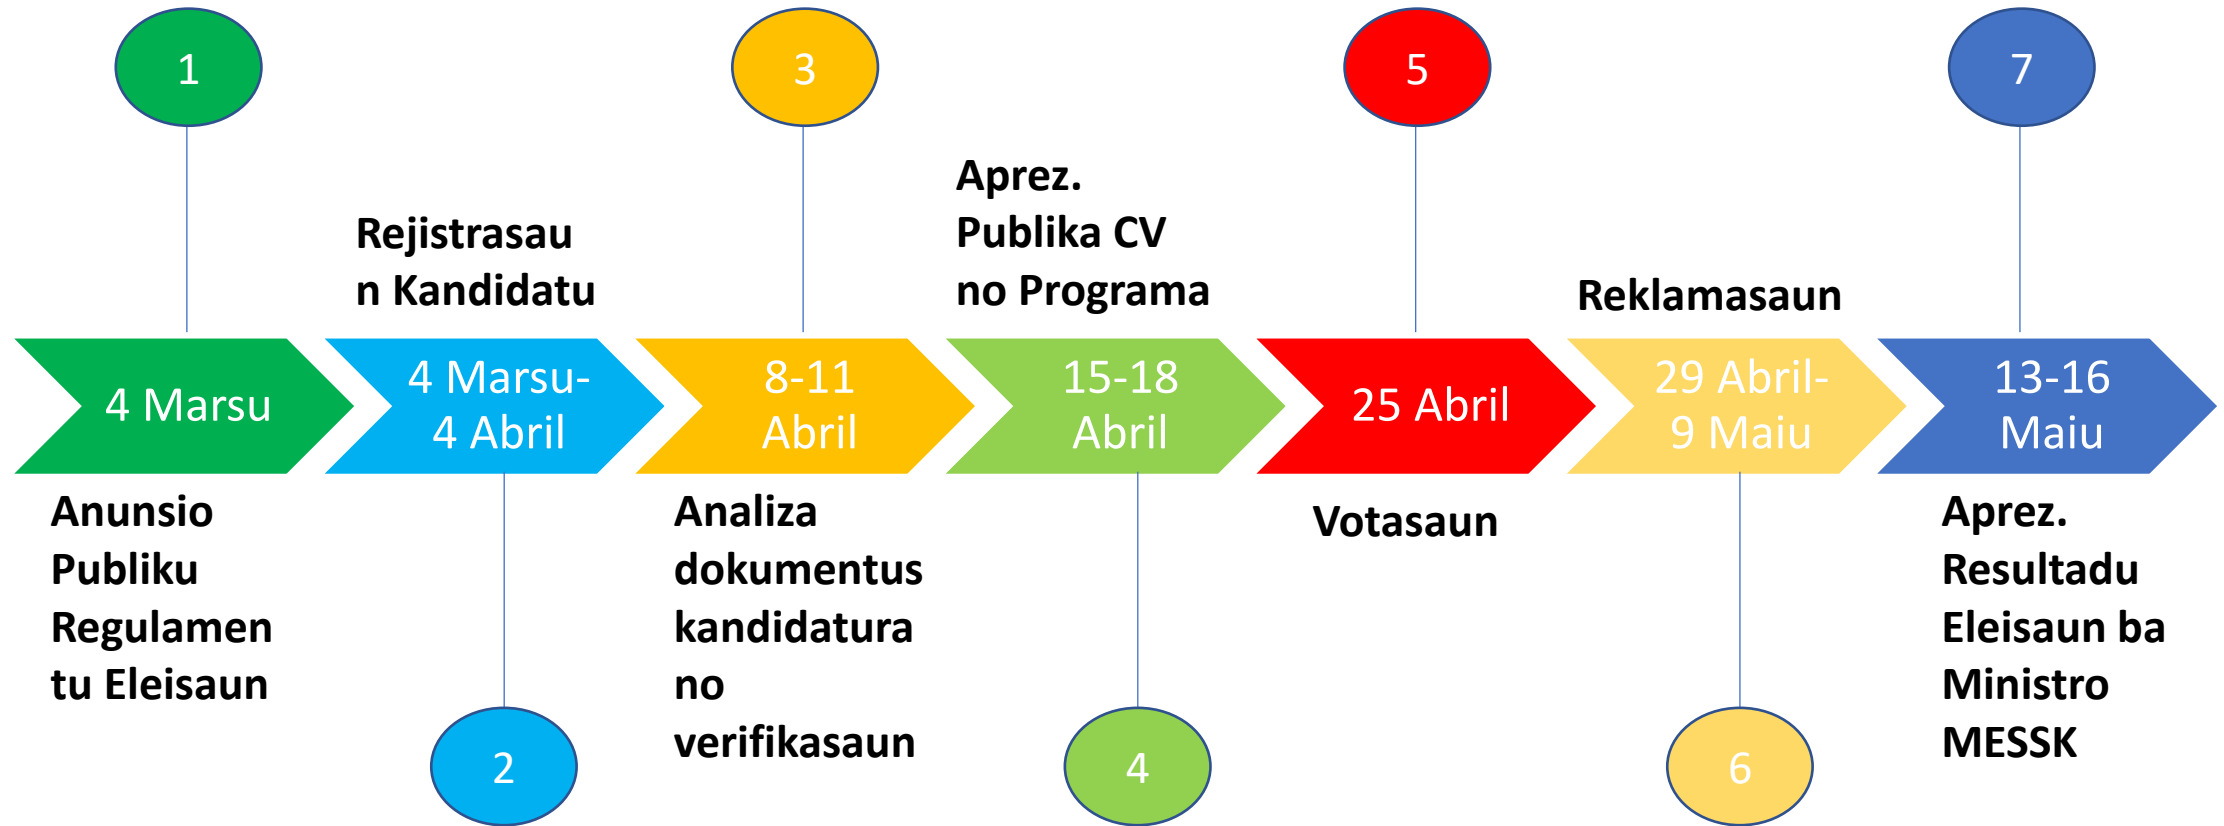 1
3
5
7
Rejistrasau
n Kandidatu
Aprez.
Publika CV
no Programa
Reklamasaun
4 Marsu
4 Marsu-
4 Abril
8-11
Abril
15-18
Abril
25 Abril
29 Abril-
9 Maiu
13-16
Maiu
Anunsio
Publiku
Regulamen
tu Eleisaun
Analiza
dokumentus
kandidatura
no
verifikasaun
Votasaun
Aprez.
Resultadu
Eleisaun ba
Ministro
MESSK
2
4
6